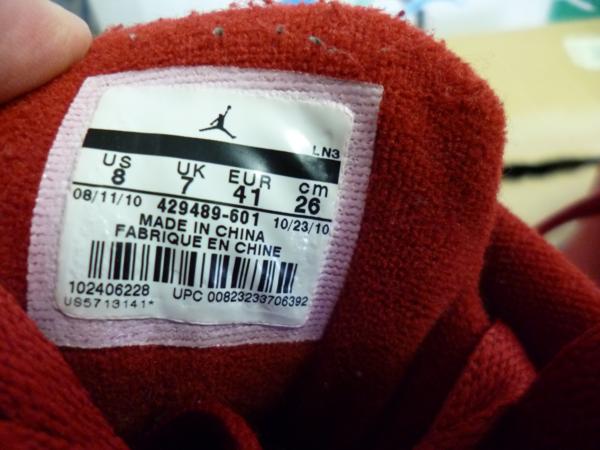 LN3
US UK EUR cm
8 7 41 26
08/11/10 429489-601 10/23/10
MADE IN CHINA
FABRIQUE EN CHINE
102406228 UPC 00823233706392
US5713141*